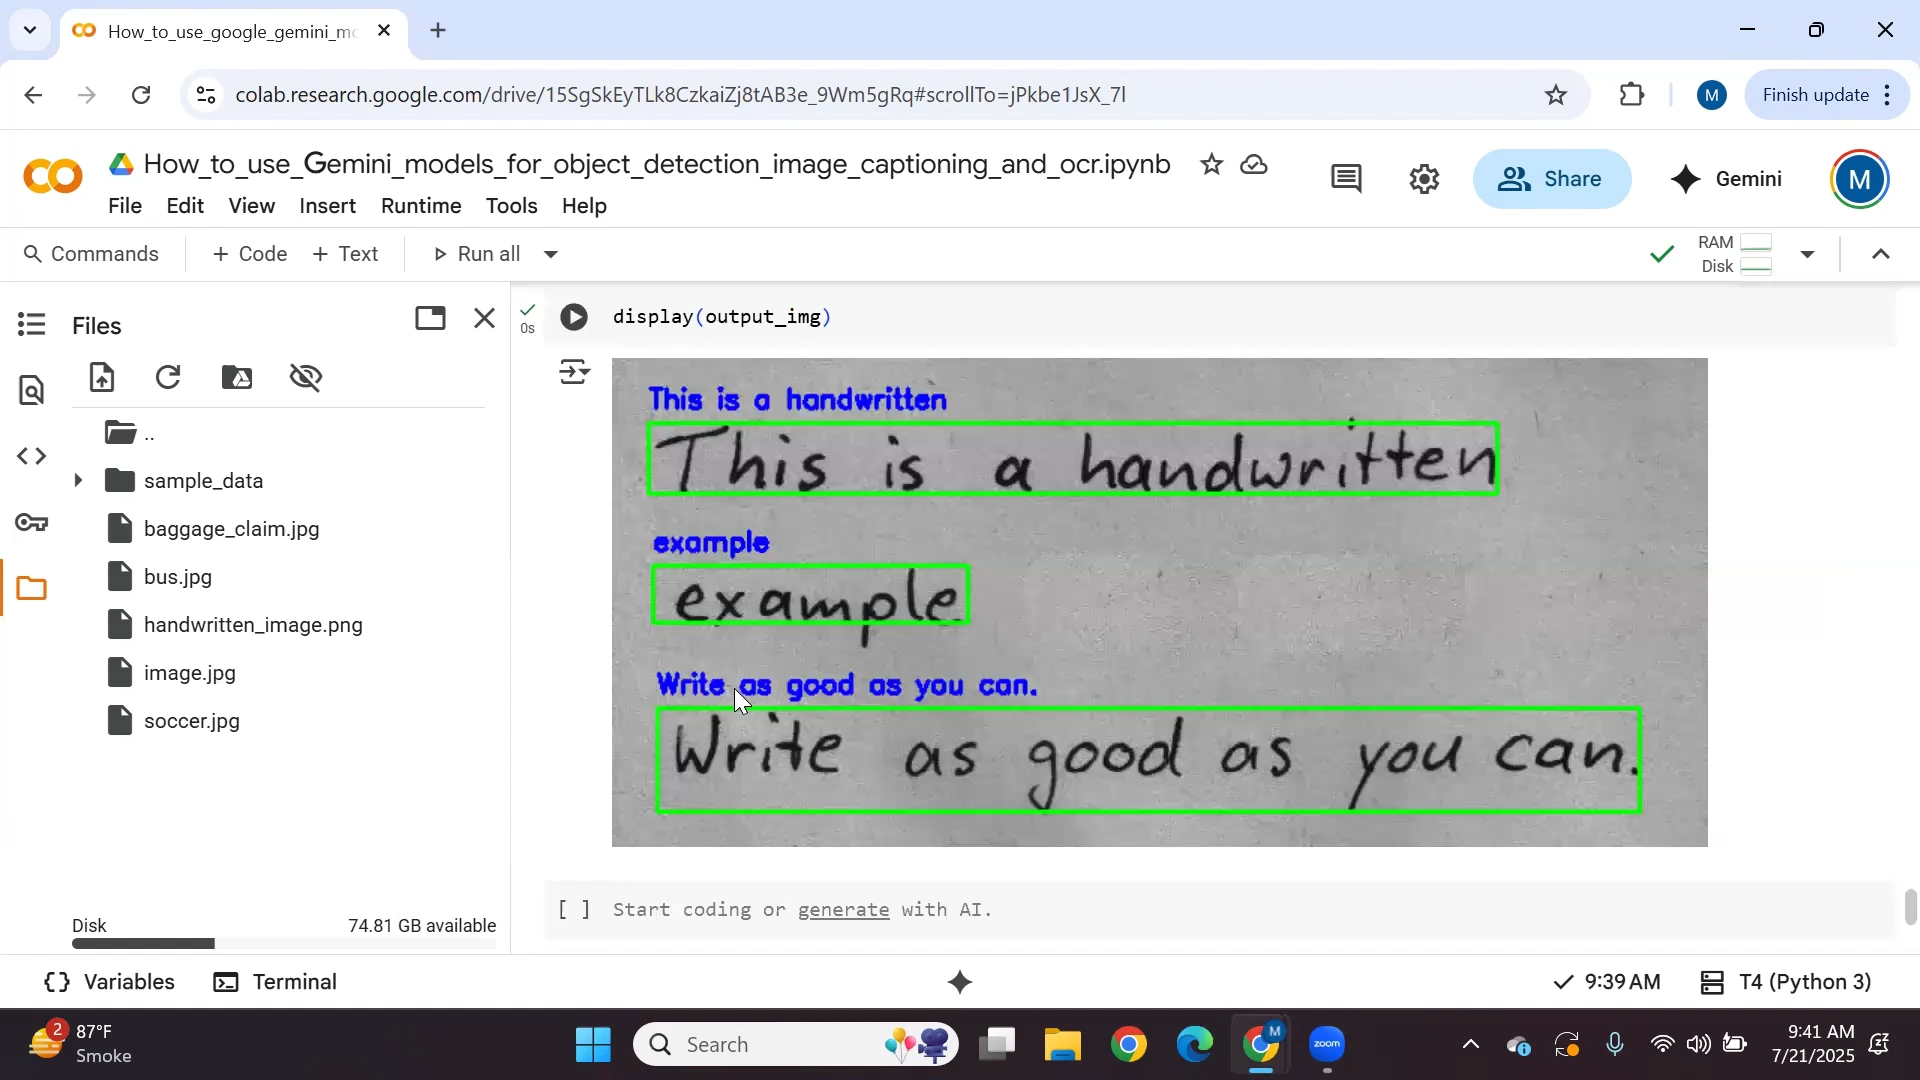 How_to_use_google_gemini_mo
colab.research.google.com/drive/15SgSkEyTLk8CzkaiZj8tAB3e_9Wm5gRq#scrollTo=jPkbe1JsX_7l
M
Finish update
How_to_use_Gemini_models_for_object_detection_image_captioning_and_ocr.ipynb
Share
Gemini
M
File Edit View Insert Runtime Tools Help
Commands
+ Code + Text
Run all
RAM
Disk
Files
0s
display(output_img)
..
sample_data
baggage_claim.jpg
bus.jpg
handwritten_image.png
image.jpg
soccer.jpg
This is a handwritten
This is a handwritten
example
example
Write as good as you can.
Write as good as you can.
[ ] Start coding or generate with AI.
Disk 74.81 GB available
{} Variables
Terminal
9:39 AM
T4 (Python 3)
2
87°F
Smoke
Search
M
zoom
9:41 AM
7/21/2025